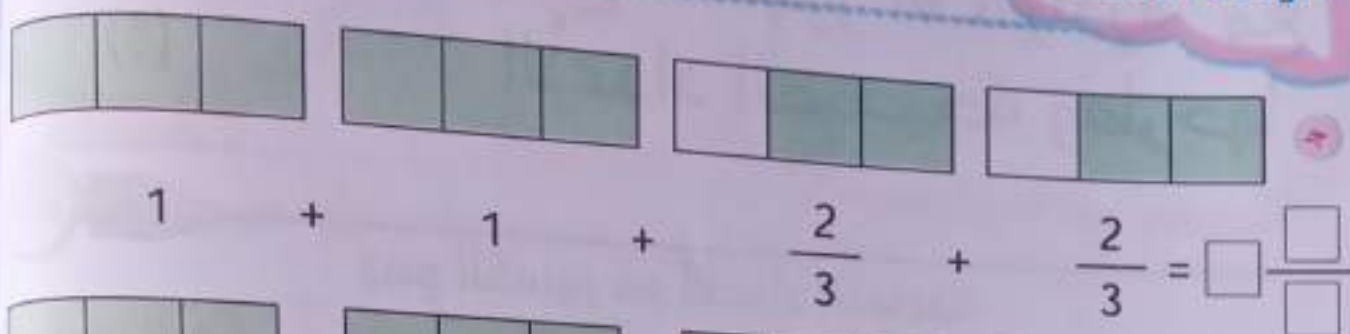 1 + 1 + 2/3 + 2/3 = □ □/□